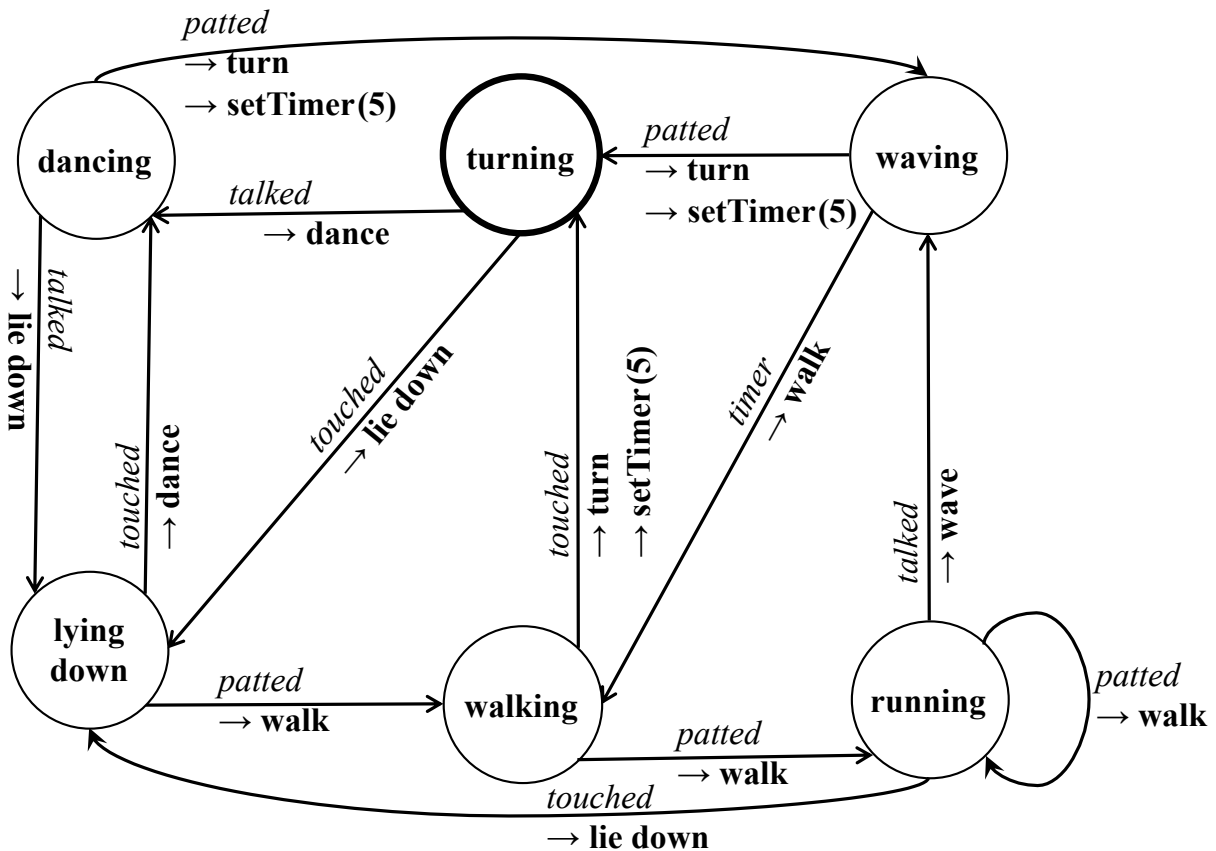 patted
→ turn
→ setTimer(5)
dancing
turning
waving
patted
→ turn
→ setTimer(5)
talked
→ dance
talked
→ lie down
touched
→ dance
touched
→ lie down
touched
→ turn
→ setTimer(5)
timer
→ walk
talked
→ wave
lying
down
walking
running
patted
→ walk
patted
→ walk
patted
→ walk
touched
→ lie down